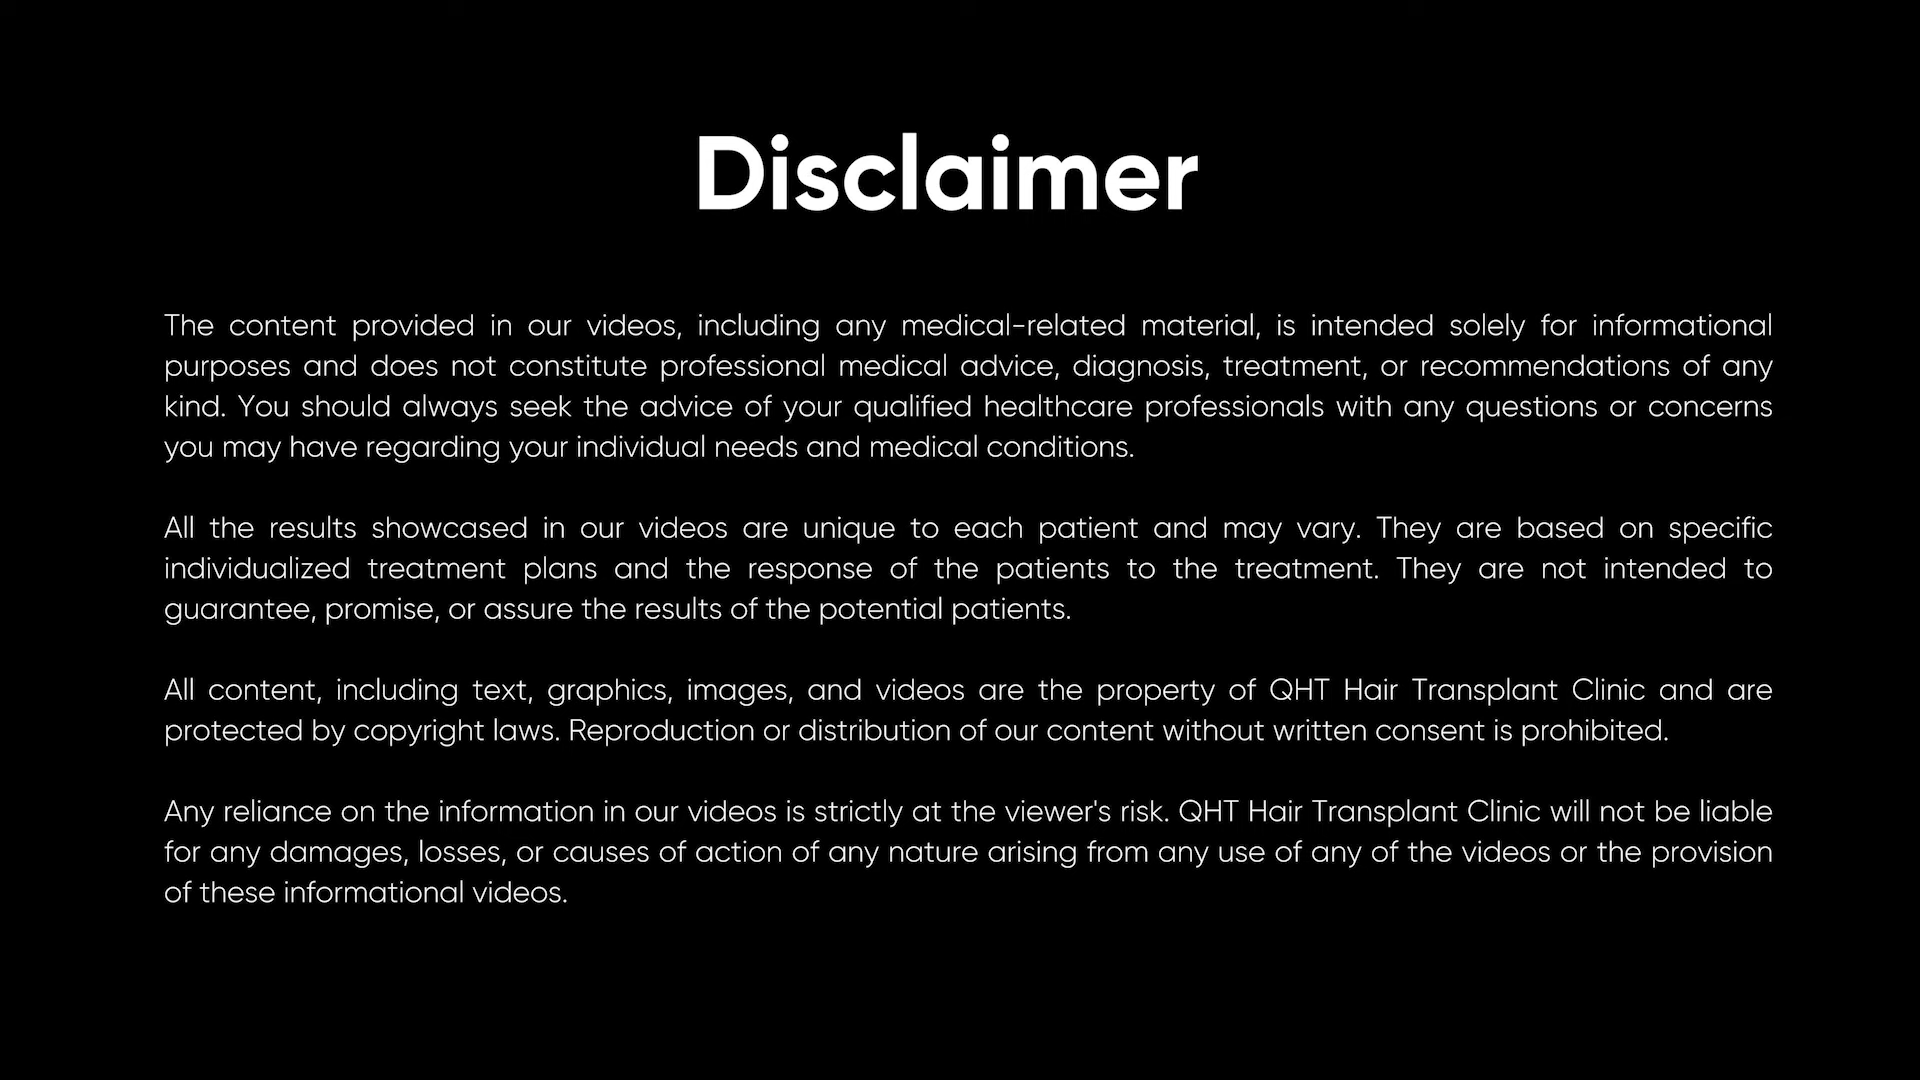 Disclaimer
The content provided in our videos, including any medical-related material, is intended solely for informational
purposes and does not constitute professional medical advice, diagnosis, treatment, or recommendations of any
kind. You should always seek the advice of your qualified healthcare professionals with any questions or concerns
you may have regarding your individual needs and medical conditions.
All the results showcased in our videos are unique to each patient and may vary. They are based on specific
individualized treatment plans and the response of the patients to the treatment. They are not intended to
guarantee, promise, or assure the results of the potential patients.
All content, including text, graphics, images, and videos are the property of QHT Hair Transplant Clinic and are
protected by copyright laws. Reproduction or distribution of our content without written consent is prohibited.
Any reliance on the information in our videos is strictly at the viewer's risk. QHT Hair Transplant Clinic will not be liable
for any damages, losses, or causes of action of any nature arising from any use of any of the videos or the provision
of these informational videos.